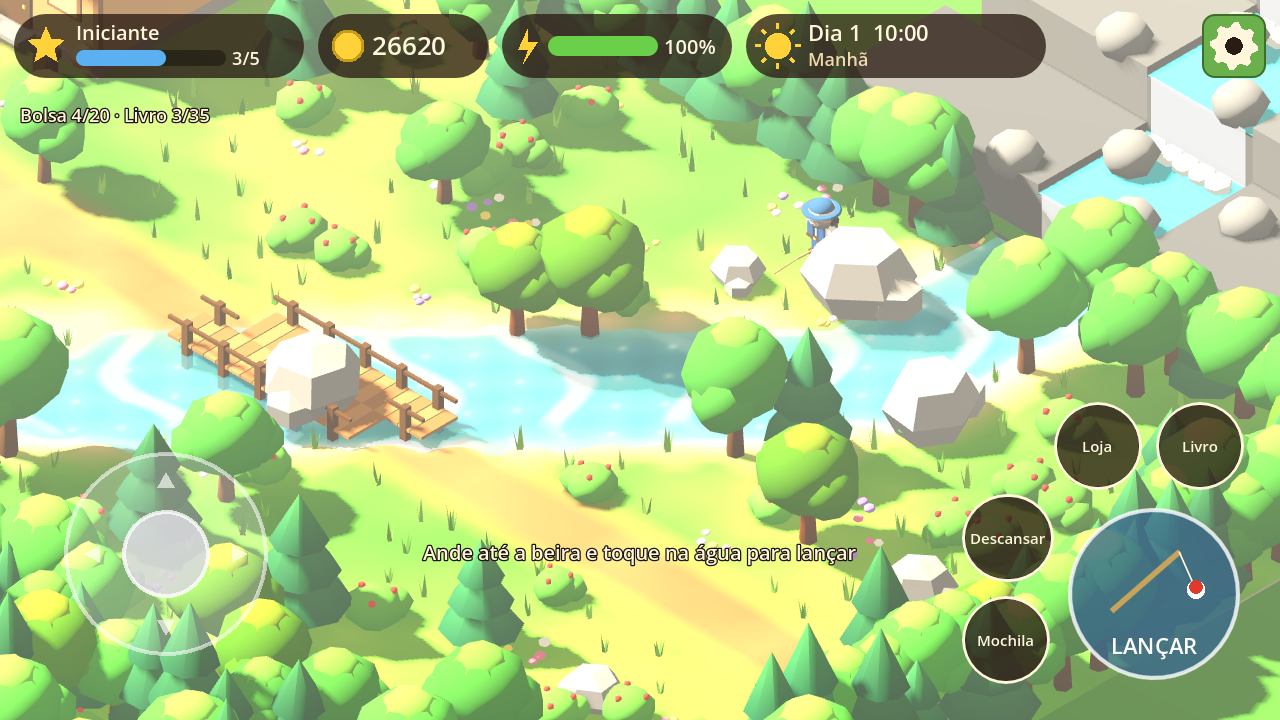 Iniciante
3/5
26620
100%
Dia 1 10:00
Manhã
Bolsa 4/20 · Livro 3/35
Loja
Livro
Descansar
Ande até a beira e toque na água para lançar
Mochila
LANÇAR